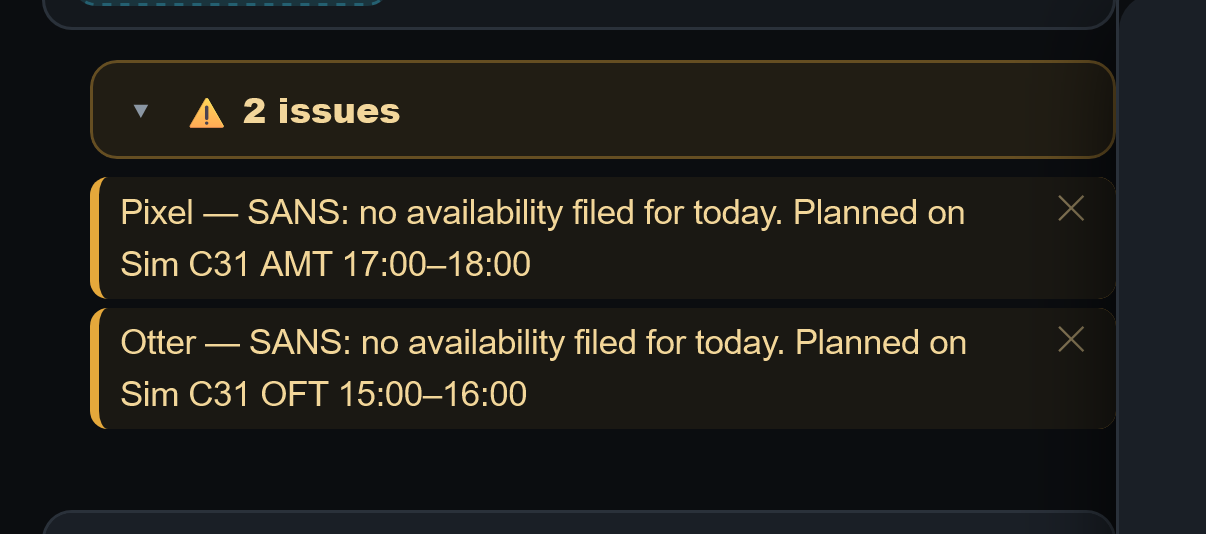 2 issues
Pixel — SANS: no availability filed for today. Planned on
Sim C31 AMT 17:00–18:00
Otter — SANS: no availability filed for today. Planned on
Sim C31 OFT 15:00–16:00